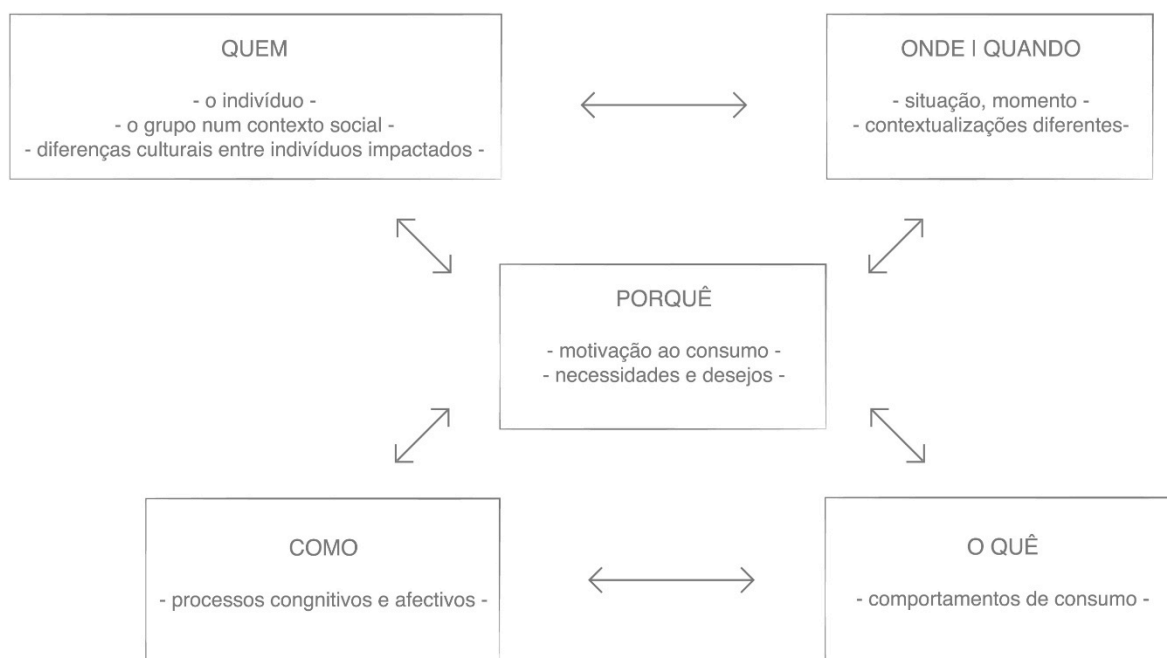 QUEM
- o indivíduo -
- o grupo num contexto social -
- diferenças culturais entre indivíduos impactados -
ONDE | QUANDO
- situação, momento -
- contextualizações diferentes-
PORQUÊ
- motivação ao consumo -
- necessidades e desejos -
COMO
- processos congnitivos e afectivos -
O QUÊ
- comportamentos de consumo -